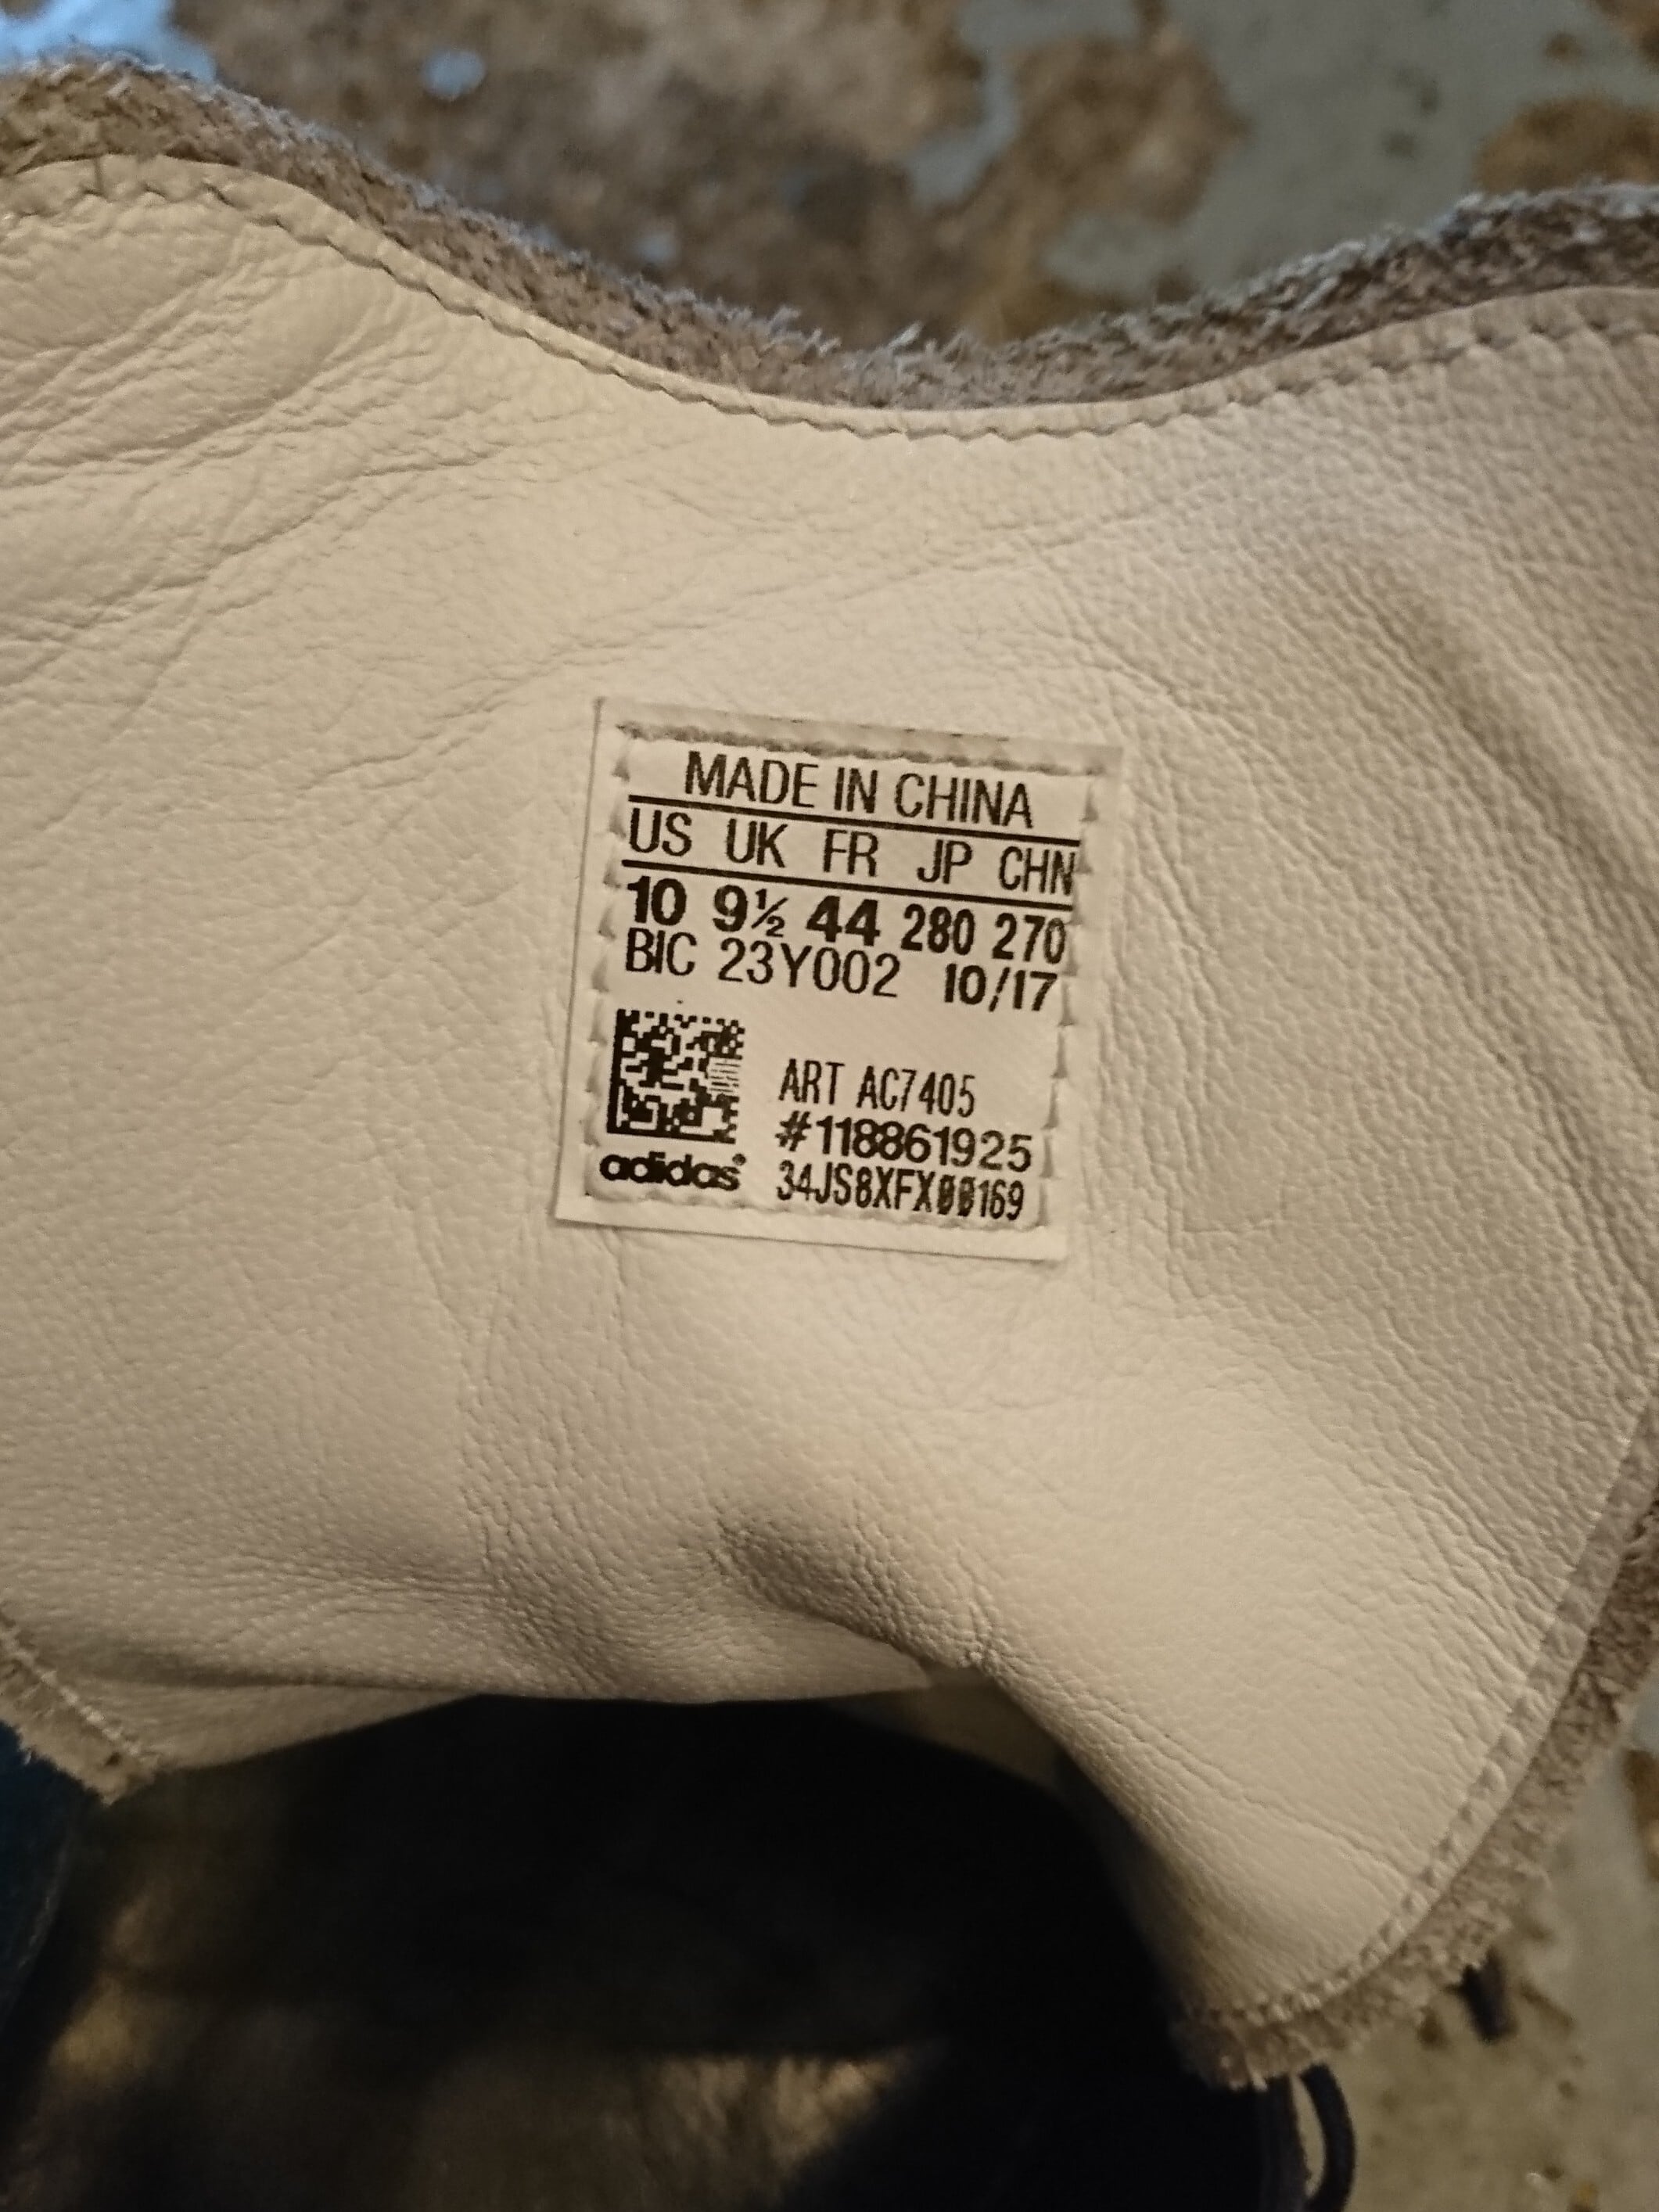 MADE IN CHINA
US UK FR JP CHN
10 9½ 44 280 270
BIC 23Y002 10/17
ART AC7405
#118861925
adidas® 34JS8XFX00169